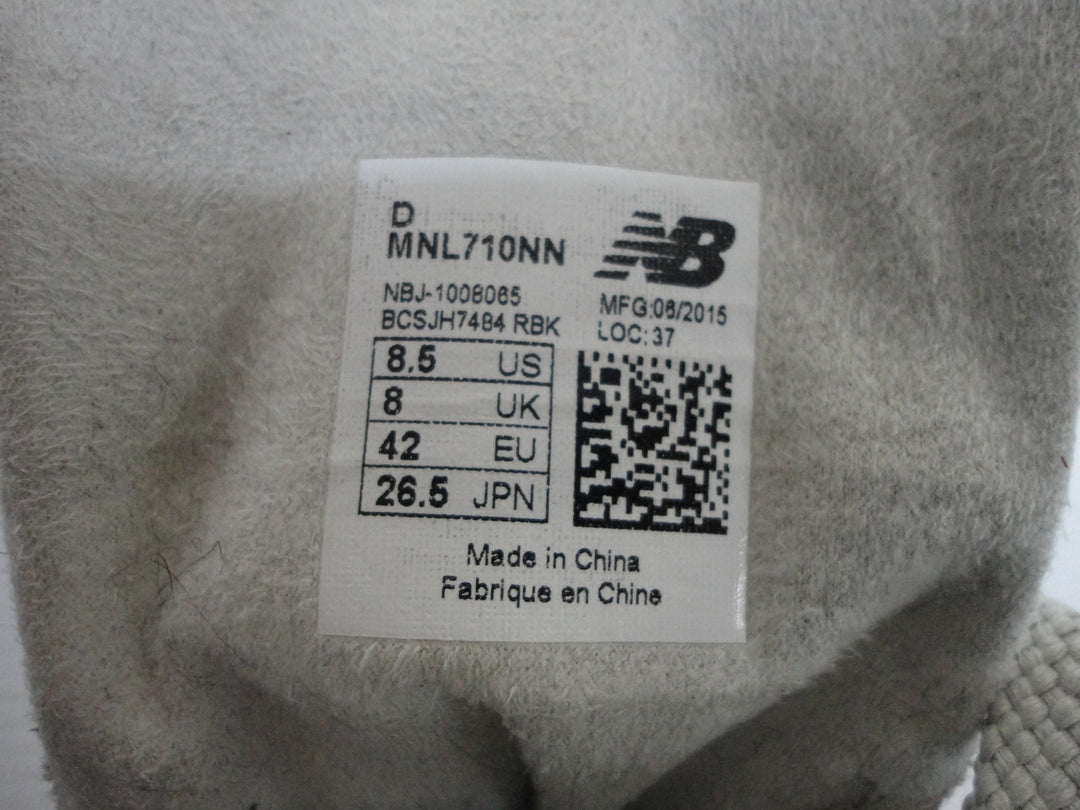 D
MNL710NN
NB
NBJ-1008065
BCSJH7484 RBK
MFG:06/2015
LOC: 37
8.5 US
8 UK
42 EU
26.5 JPN
Made in China
Fabrique en Chine